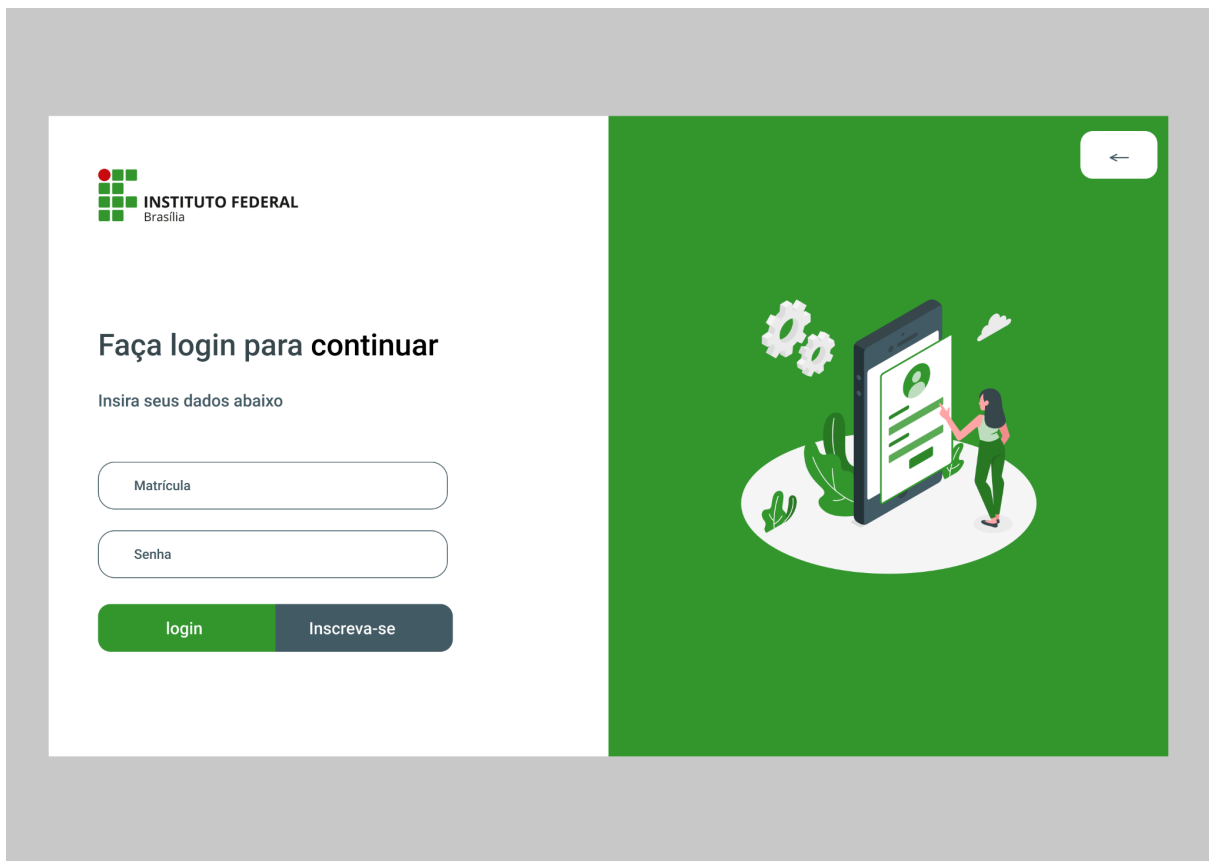 INSTITUTO FEDERAL
Brasília
Faça login para continuar
Insira seus dados abaixo
Matrícula
Senha
login
Inscreva-se